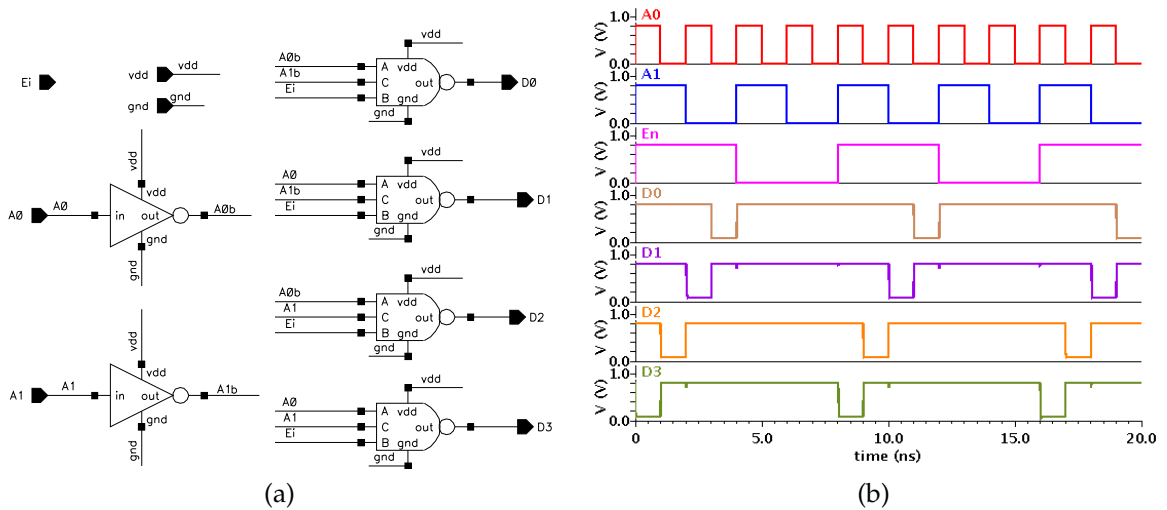 Ei
vdd vdd
gnd gnd
vdd
vdd
A0 A0 in out A0b
gnd
gnd
vdd
vdd
A1 A1 in out A1b
gnd
gnd
vdd
A0b A vdd
A1b C out D0
Ei B gnd
gnd
vdd
A0 A vdd
A1b C out D1
Ei B gnd
gnd
vdd
A0b A vdd
A1 C out D2
Ei B gnd
gnd
vdd
A0 A vdd
A1 C out D3
Ei B gnd
gnd
(a)
A0
1.0
V (V)
0.0
A1
V (V)
0.0
En
1.0
V (V)
0.0
D0
1.0
V (V)
0.0
D1
1.0
V (V)
0.0
D2
1.0
V (V)
0.0
D3
1.0
V (V)
0.0
0 5.0 10.0 15.0 20.0
time (ns)
(b)